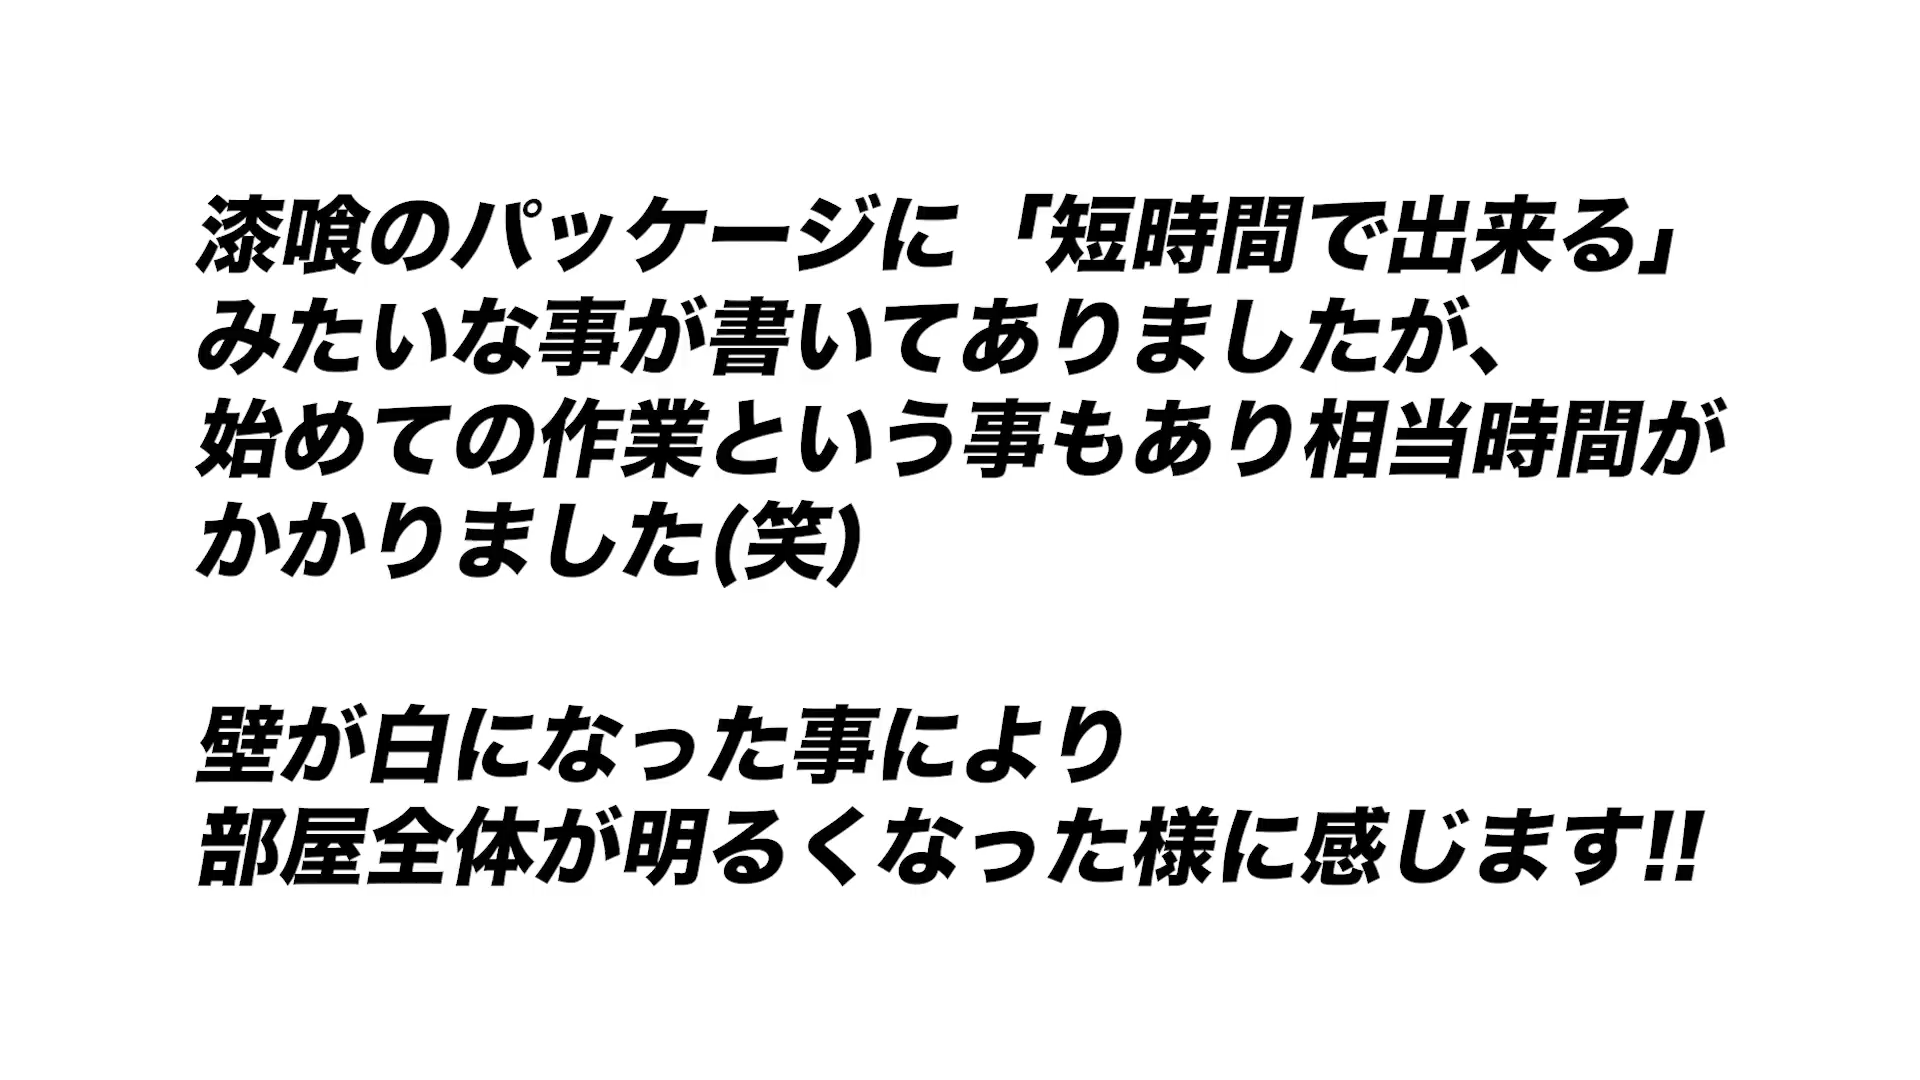 漆喰のパッケージに「短時間で出来る」
みたいな事が書いてありましたが、
始めての作業という事もあり相当時間が
かかりました(笑)
壁が白になった事により
部屋全体が明るくなった様に感じます!!